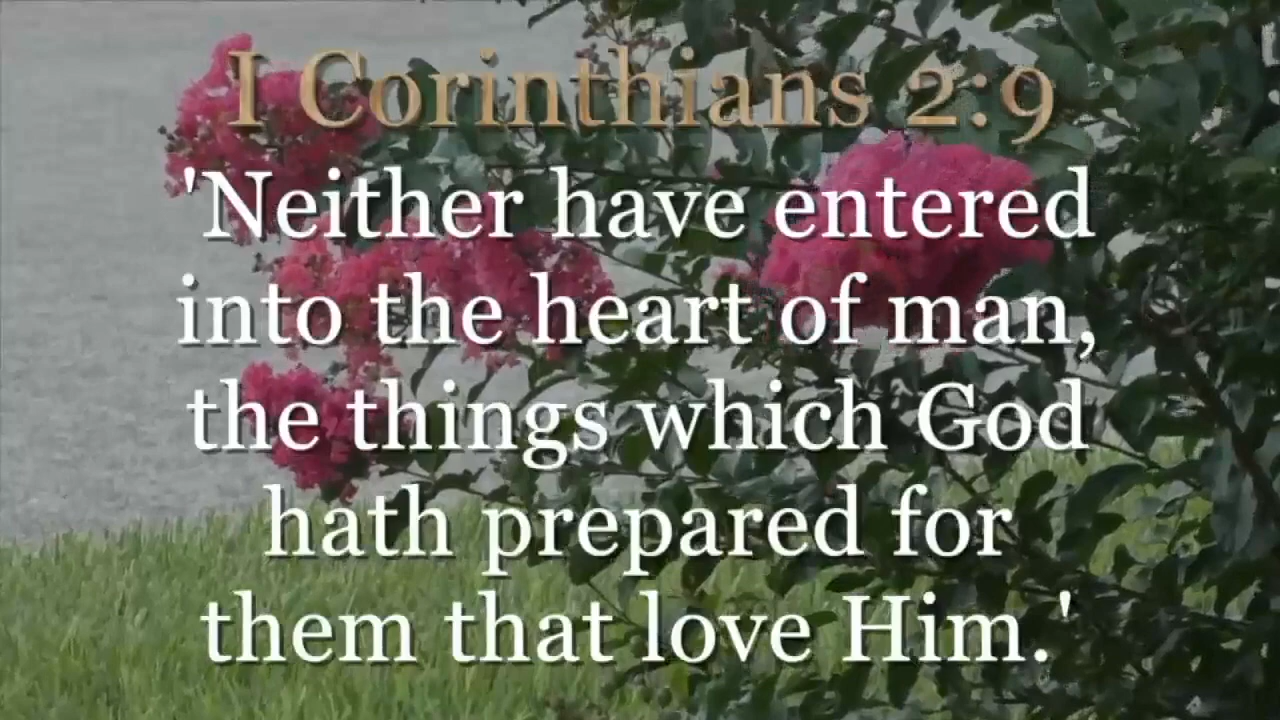 I Corinthians 2:9
'Neither have entered
into the heart of man,
the things which God
hath prepared for
them that love Him.'